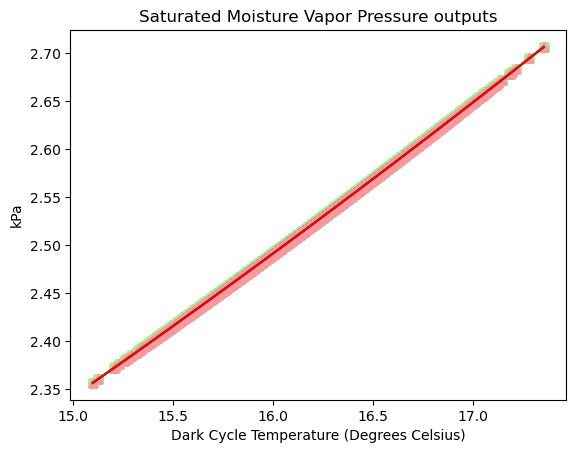 Saturated Moisture Vapor Pressure outputs
2.70
2.65
2.60
2.55
2.50
2.45
2.40
2.35
kPa
15.0 15.5 16.0 16.5 17.0
Dark Cycle Temperature (Degrees Celsius)